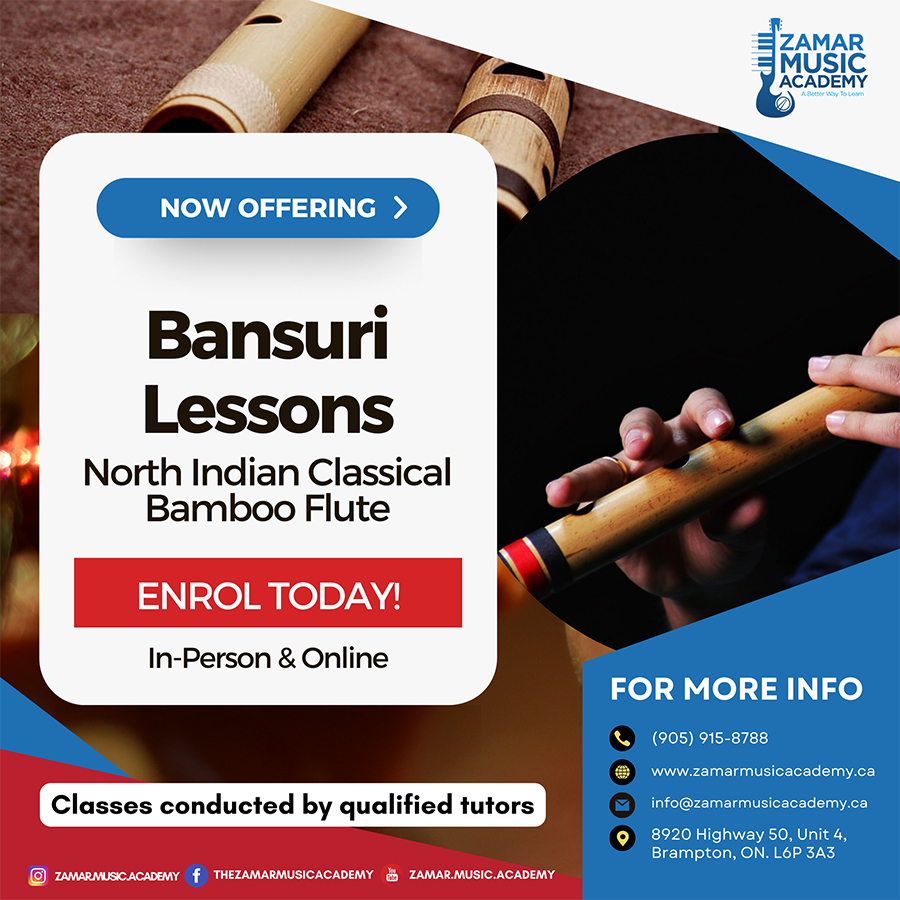 ZAMAR
MUSIC
ACADEMY
A Better Way To Learn
NOW OFFERING
Bansuri
Lessons
North Indian Classical
Bamboo Flute
ENROL TODAY!
In-Person & Online
FOR MORE INFO
(905) 915-8788
www.zamarmusicacademy.ca
info@zamarmusicacademy.ca
8920 Highway 50, Unit 4,
Brampton, ON. L6P 3A3
Classes conducted by qualified tutors
ZAMAR.MUSIC.ACADEMY
THEZAMARMUSICACADEMY
You
Tube
ZAMAR.MUSIC.ACADEMY